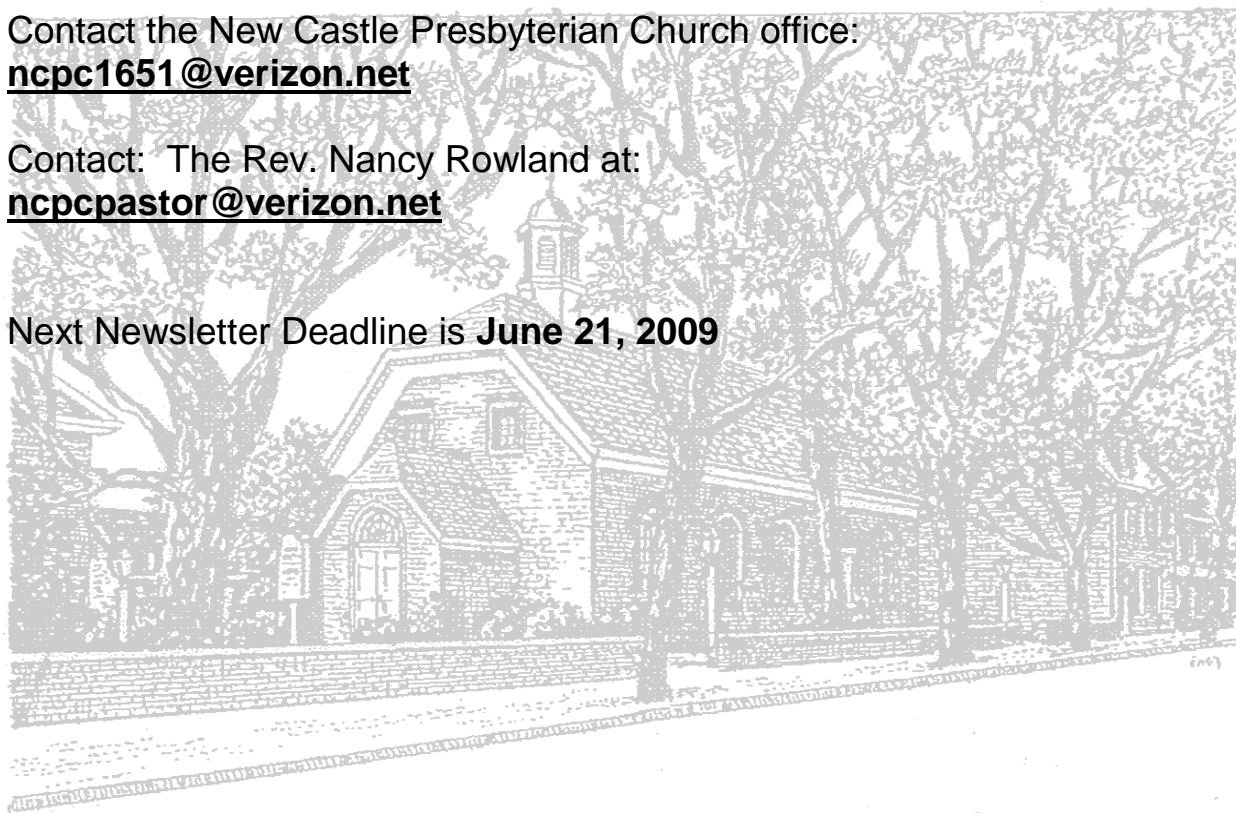 Contact the New Castle Presbyterian Church office:
ncpc1651@verizon.net
Contact:  The Rev. Nancy Rowland at:
ncpcpastor@verizon.net
Next Newsletter Deadline is June 21, 2009